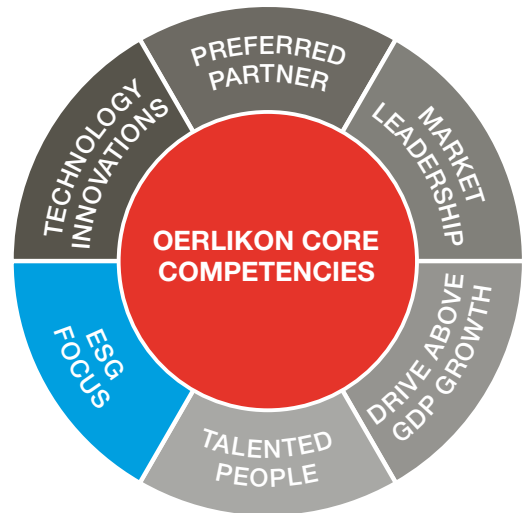 PREFERRED
PARTNER
MARKET
LEADERSHIP
DRIVE ABOVE
GDP GROWTH
TALENTED
PEOPLE
ESG
FOCUS
TECHNOLOGY
INNOVATIONS
OERLIKON CORE
COMPETENCIES